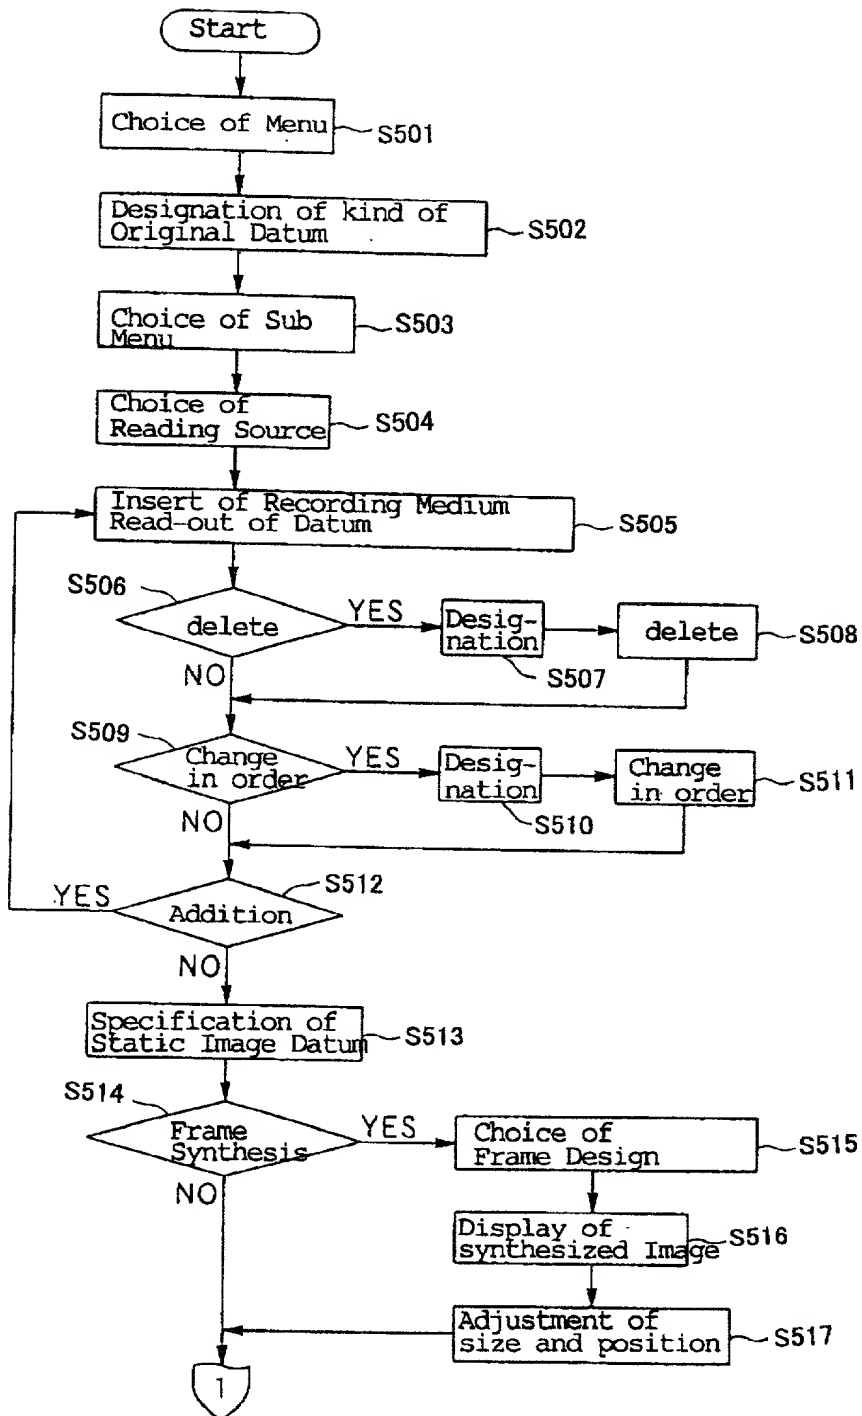 Start
Choice of Menu
S501
Designation of kind of
Original Datum
S502
Choice of Sub
Menu
S503
Choice of
Reading Source
S504
Insert of Recording Medium
Read-out of Datum
S505
S506
delete
YES
NO
Desig-
nation
S507
delete
S508
S509
Change
in order
YES
NO
Desig-
nation
S510
Change
in order
S511
S512
Addition
YES
NO
Specification of
Static Image Datum
S513
S514
Frame
Synthesis
YES
NO
Choice of
Frame Design
S515
Display of
synthesized Image
S516
Adjustment of
size and position
S517
1